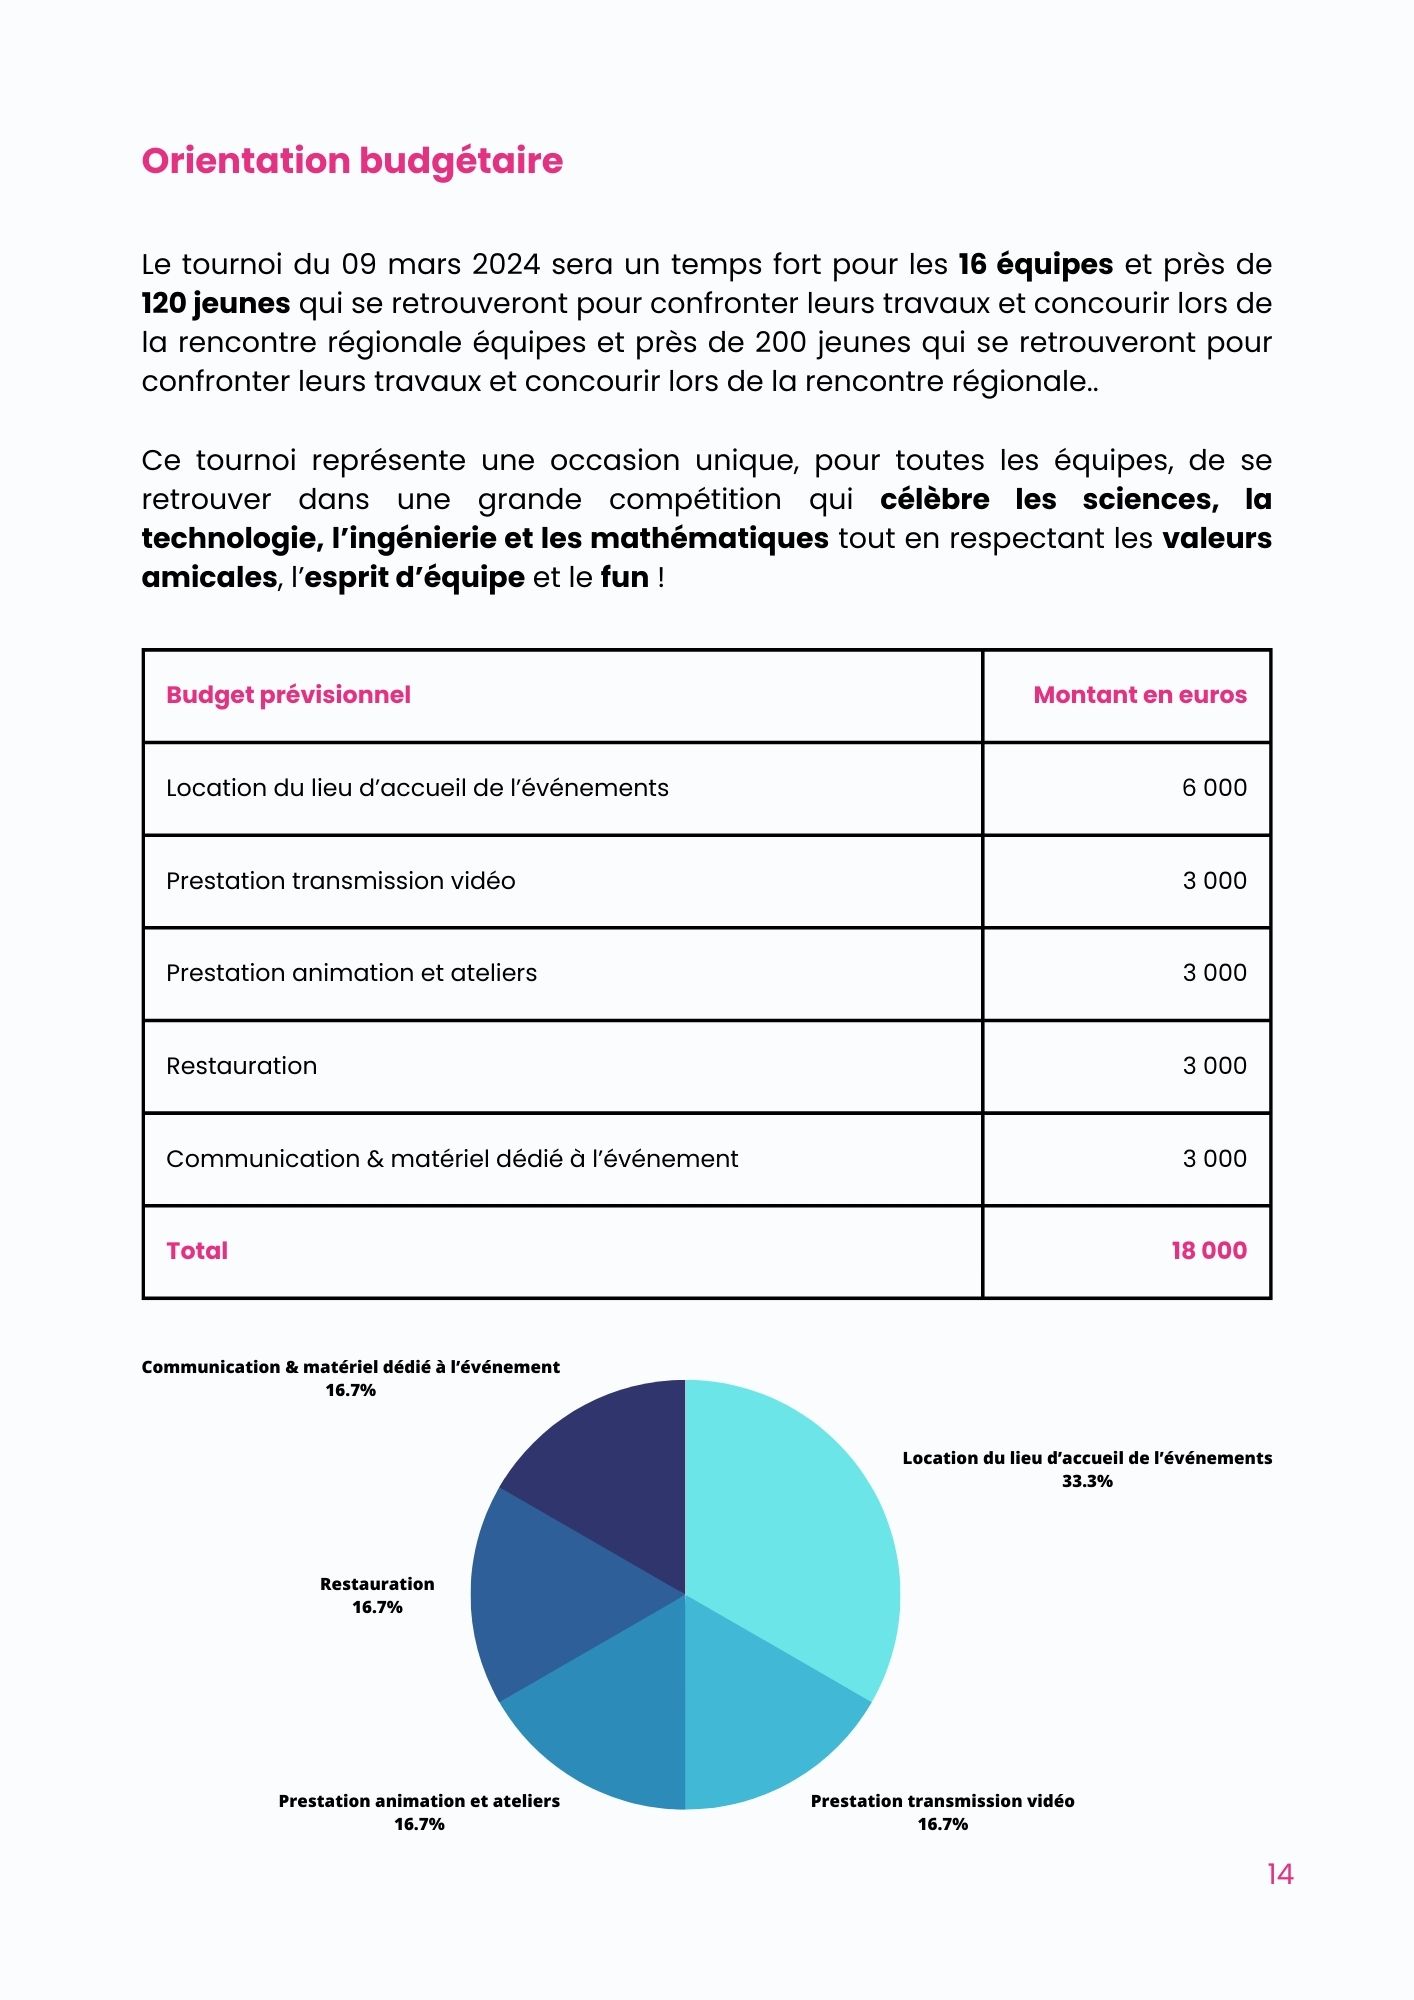 Orientation budgétaire
Le tournoi du 09 mars 2024 sera un temps fort pour les 16 équipes et près de
120 jeunes qui se retrouveront pour confronter leurs travaux et concourir lors de
la rencontre régionale équipes et près de 200 jeunes qui se retrouveront pour
confronter leurs travaux et concourir lors de la rencontre régionale..
Ce tournoi représente une occasion unique, pour toutes les équipes, de se
retrouver dans une grande compétition qui célèbre les sciences, la
technologie, l’ingénierie et les mathématiques tout en respectant les valeurs
amicales, l’esprit d’équipe et le fun !
Budget prévisionnel Montant en euros
Location du lieu d’accueil de l’événements 6 000
Prestation transmission vidéo 3 000
Prestation animation et ateliers 3 000
Restauration 3 000
Communication & matériel dédié à l’événement 3 000
Total 18 000
Communication & matériel dédié à l’événement
16.7%
Location du lieu d’accueil de l’événements
33.3%
Restauration
16.7%
Prestation animation et ateliers
16.7%
Prestation transmission vidéo
16.7%
14